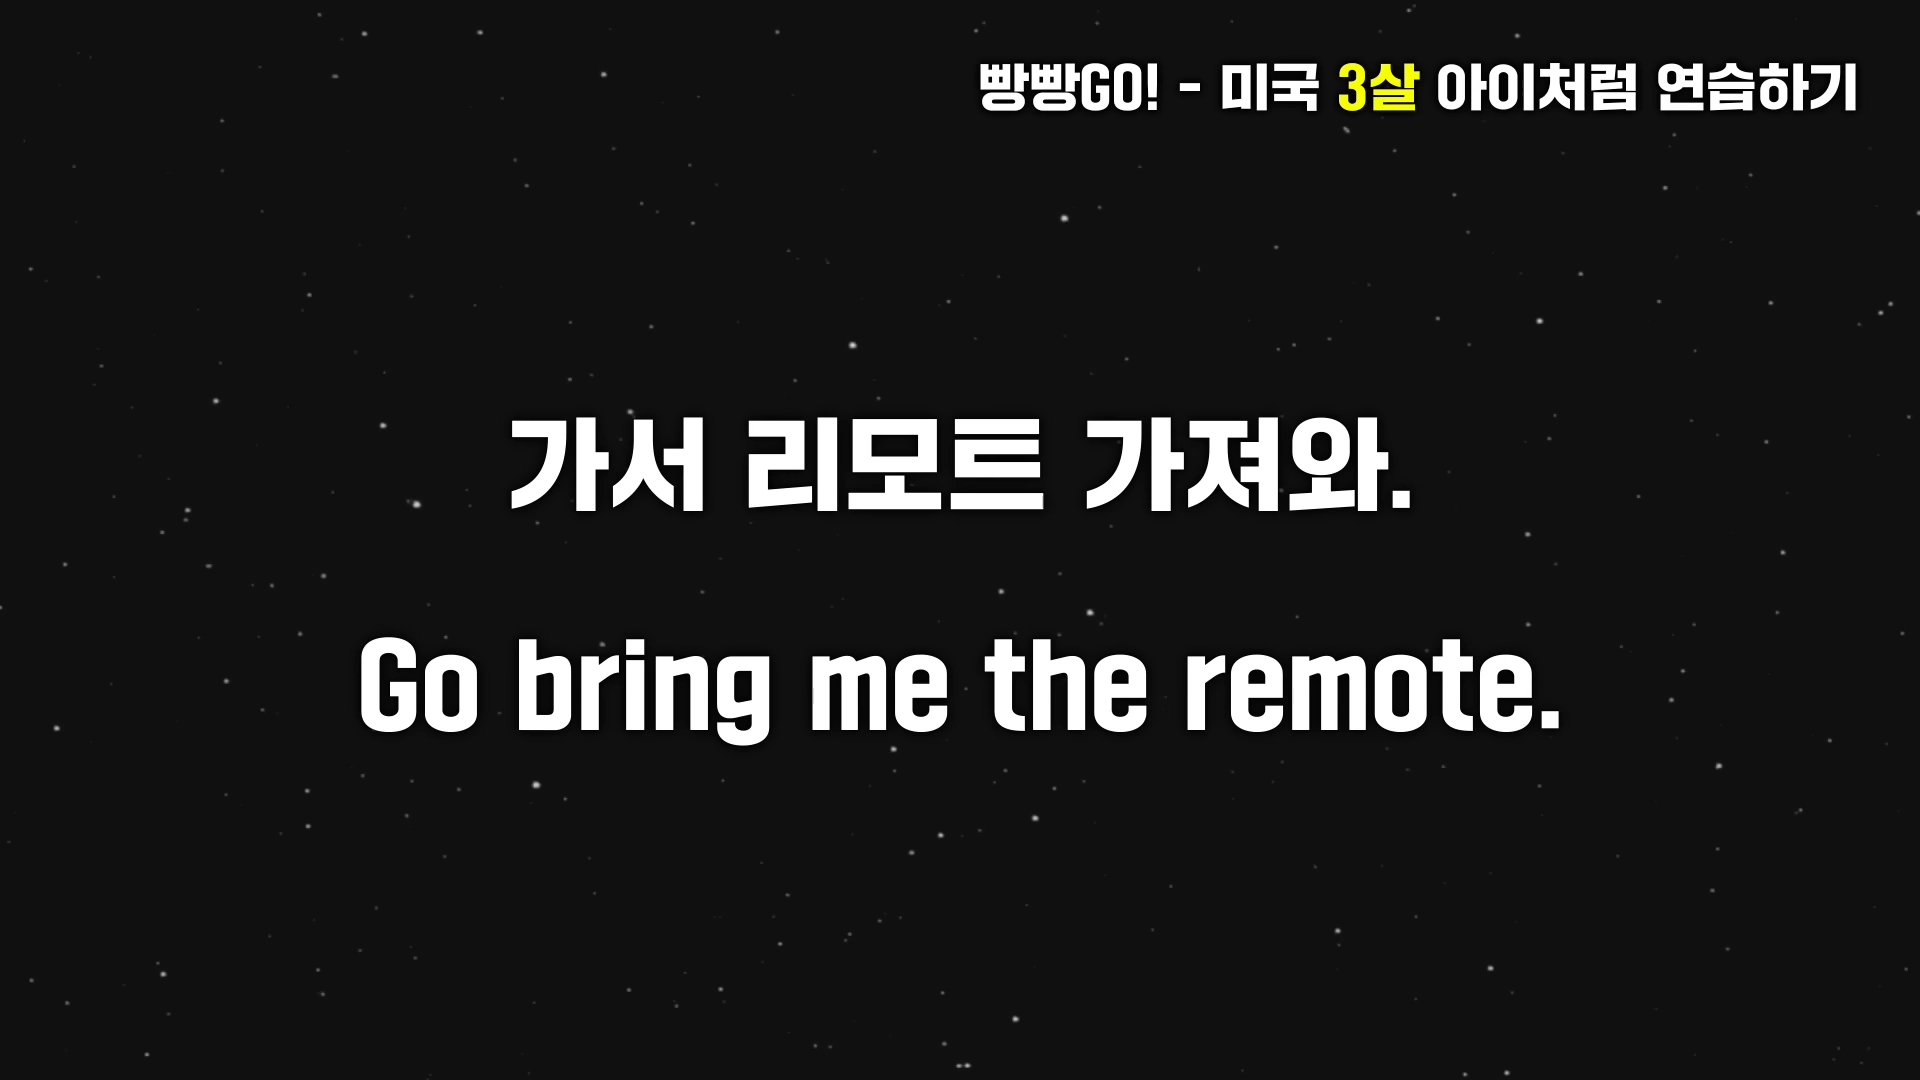 빵빵GO! - 미국 3살 아이처럼 연습하기
가서 리모트 가져와.
Go bring me the remote.